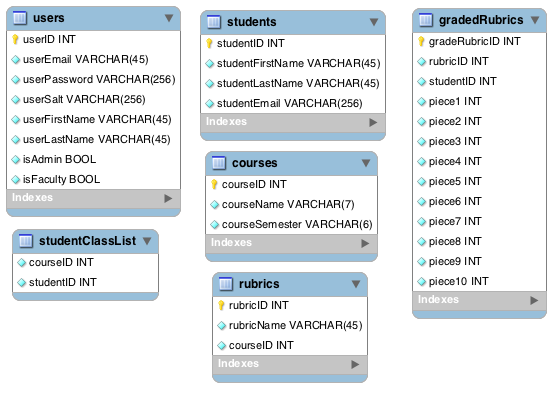 users
userID INT
userEmail VARCHAR(45)
userPassword VARCHAR(256)
userSalt VARCHAR(256)
userFirstName VARCHAR(45)
userLastName VARCHAR(45)
isAdmin BOOL
isFaculty BOOL
Indexes
studentClassList
courseID INT
studentID INT
students
studentID INT
studentFirstName VARCHAR(45)
studentLastName VARCHAR(45)
studentEmail VARCHAR(256)
Indexes
courses
courseID INT
courseName VARCHAR(7)
courseSemester VARCHAR(6)
Indexes
rubrics
rubricID INT
rubricName VARCHAR(45)
courseID INT
Indexes
gradedRubrics
gradeRubricID INT
rubricID INT
studentID INT
piece1 INT
piece2 INT
piece3 INT
piece4 INT
piece5 INT
piece6 INT
piece7 INT
piece8 INT
piece9 INT
piece10 INT
Indexes